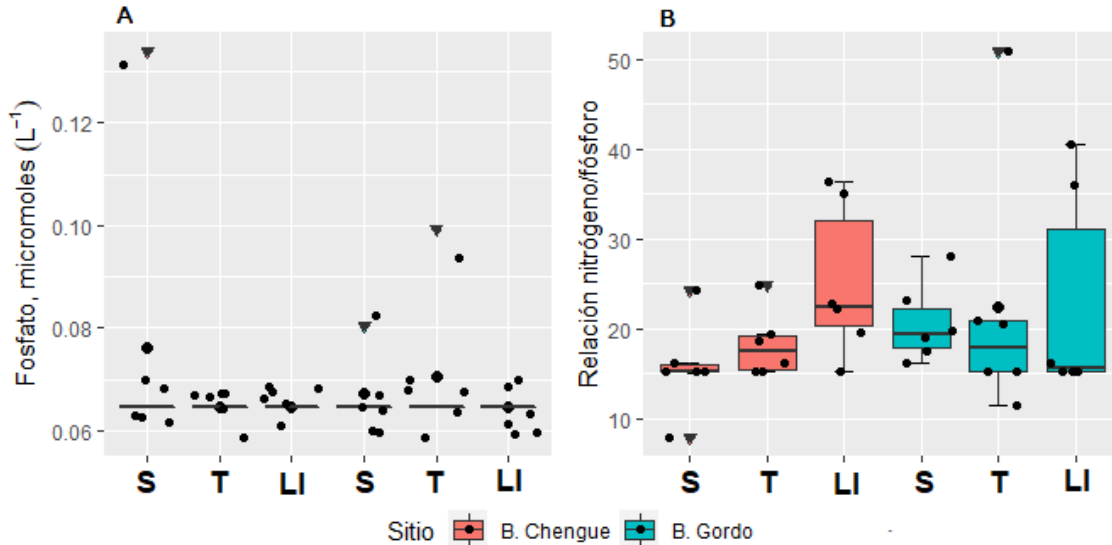 A
B
Fosfato, micromoles (L⁻¹)
0.12
0.10
0.08
0.06
S T LI S T LI
Relación nitrógeno/fósforo
50
40
30
20
10
S T LI S T LI
Sitio B. Chengue B. Gordo